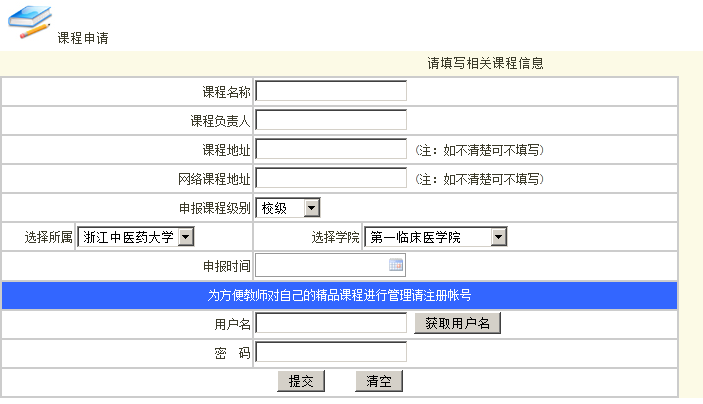 课程申请
请填写相关课程信息
课程名称
课程负责人
课程地址 (注：如不清楚可不填写)
网络课程地址 (注：如不清楚可不填写)
申报课程级别 校级
选择所属 浙江中医药大学 选择学院 第一临床医学院
申报时间
为方便教师对自己的精品课程进行管理请注册帐号
用户名 获取用户名
密 码
提交 清空